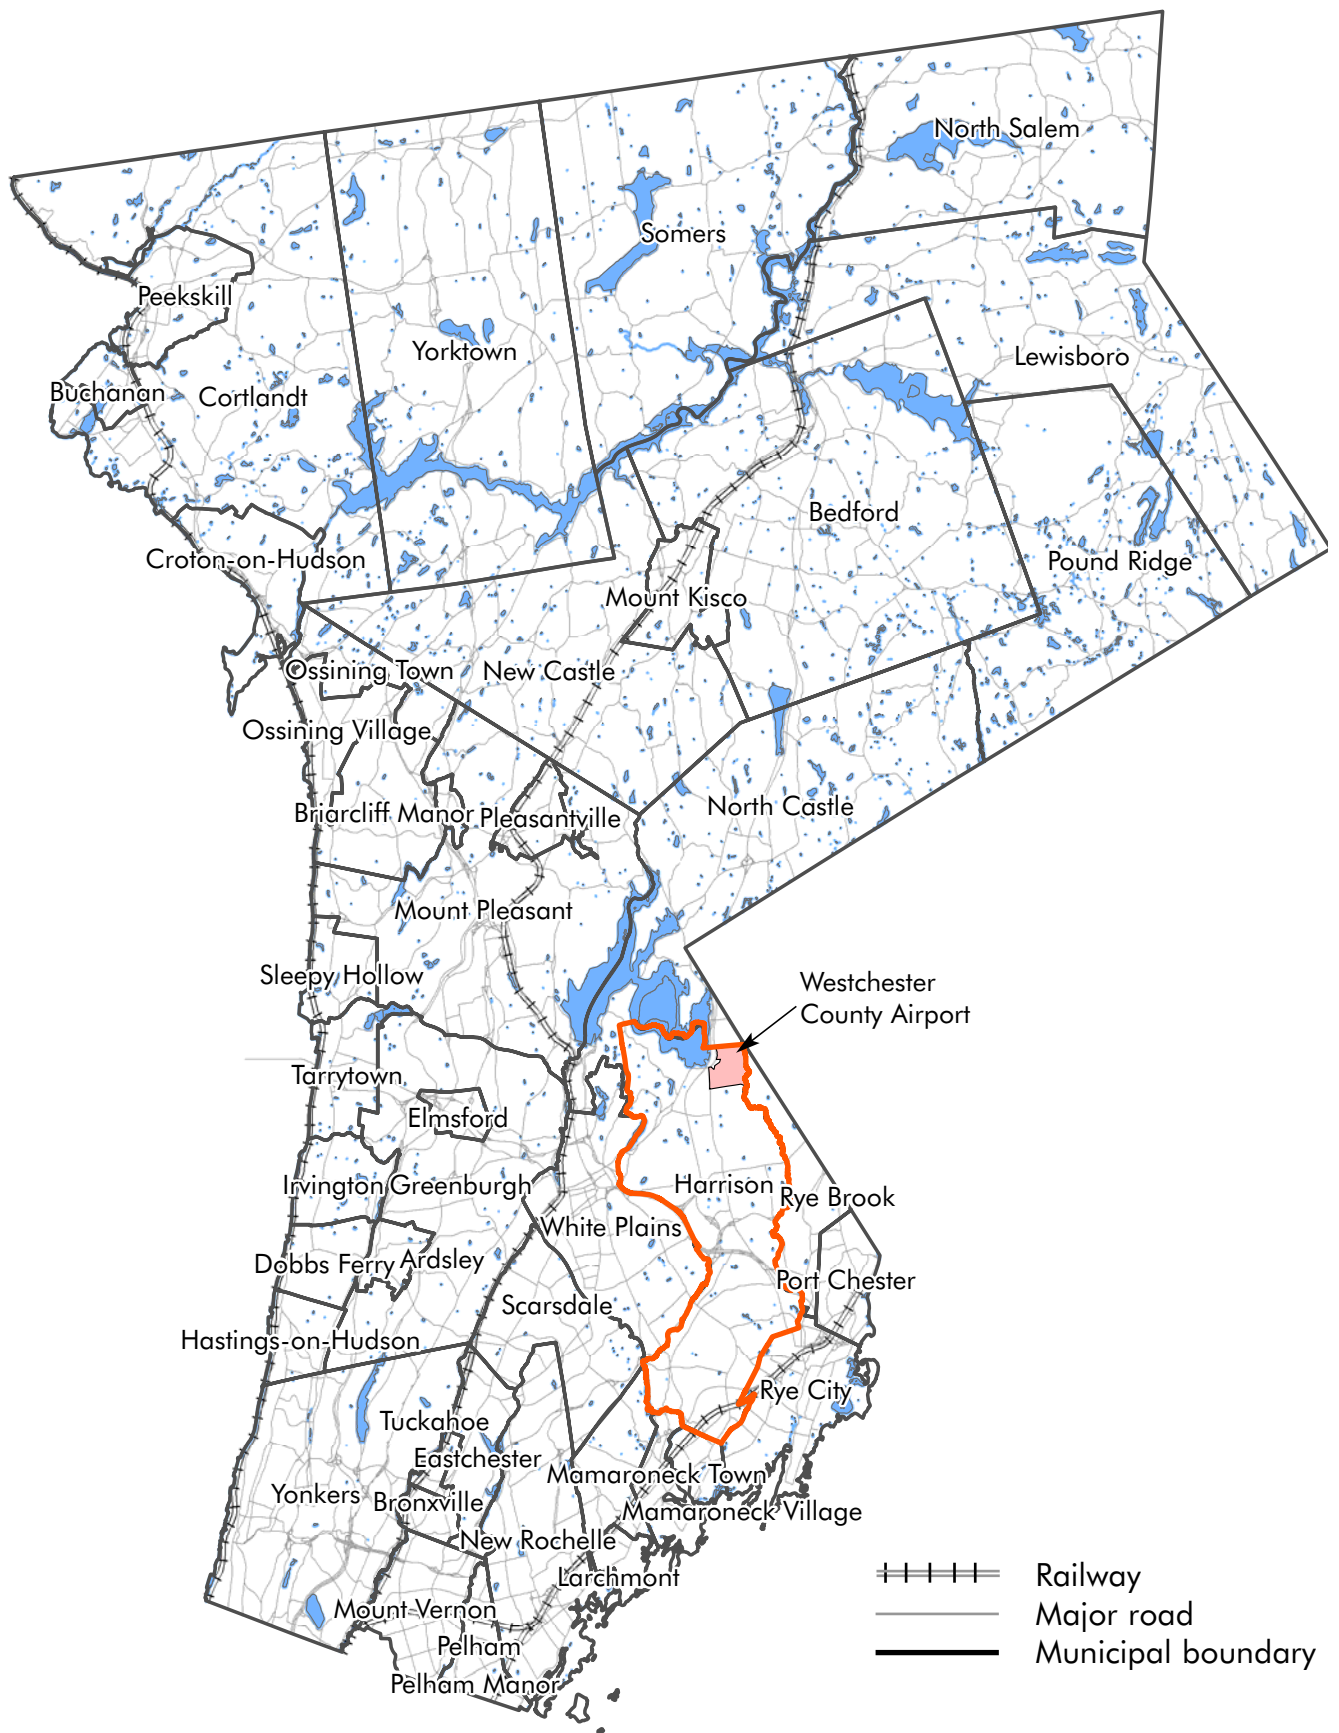 North Salem
Somers
Peekskill
Yorktown
Lewisboro
Buchanan
Cortlandt
Bedford
Croton-on-Hudson
Pound Ridge
Mount Kisco
Ossining Town
New Castle
Ossining Village
North Castle
Briarcliff Manor
Pleasantville
Mount Pleasant
Sleepy Hollow
Westchester
County Airport
Tarrytown
Elmsford
Irvington
Greenburgh
Harrison
Rye Brook
White Plains
Dobbs Ferry
Ardsley
Port Chester
Scarsdale
Hastings-on-Hudson
Rye City
Tuckahoe
Eastchester
Mamaroneck Town
Yonkers
Bronxville
Mamaroneck Village
New Rochelle
Larchmont
Mount Vernon
Pelham
Pelham Manor
Railway
Major road
Municipal boundary